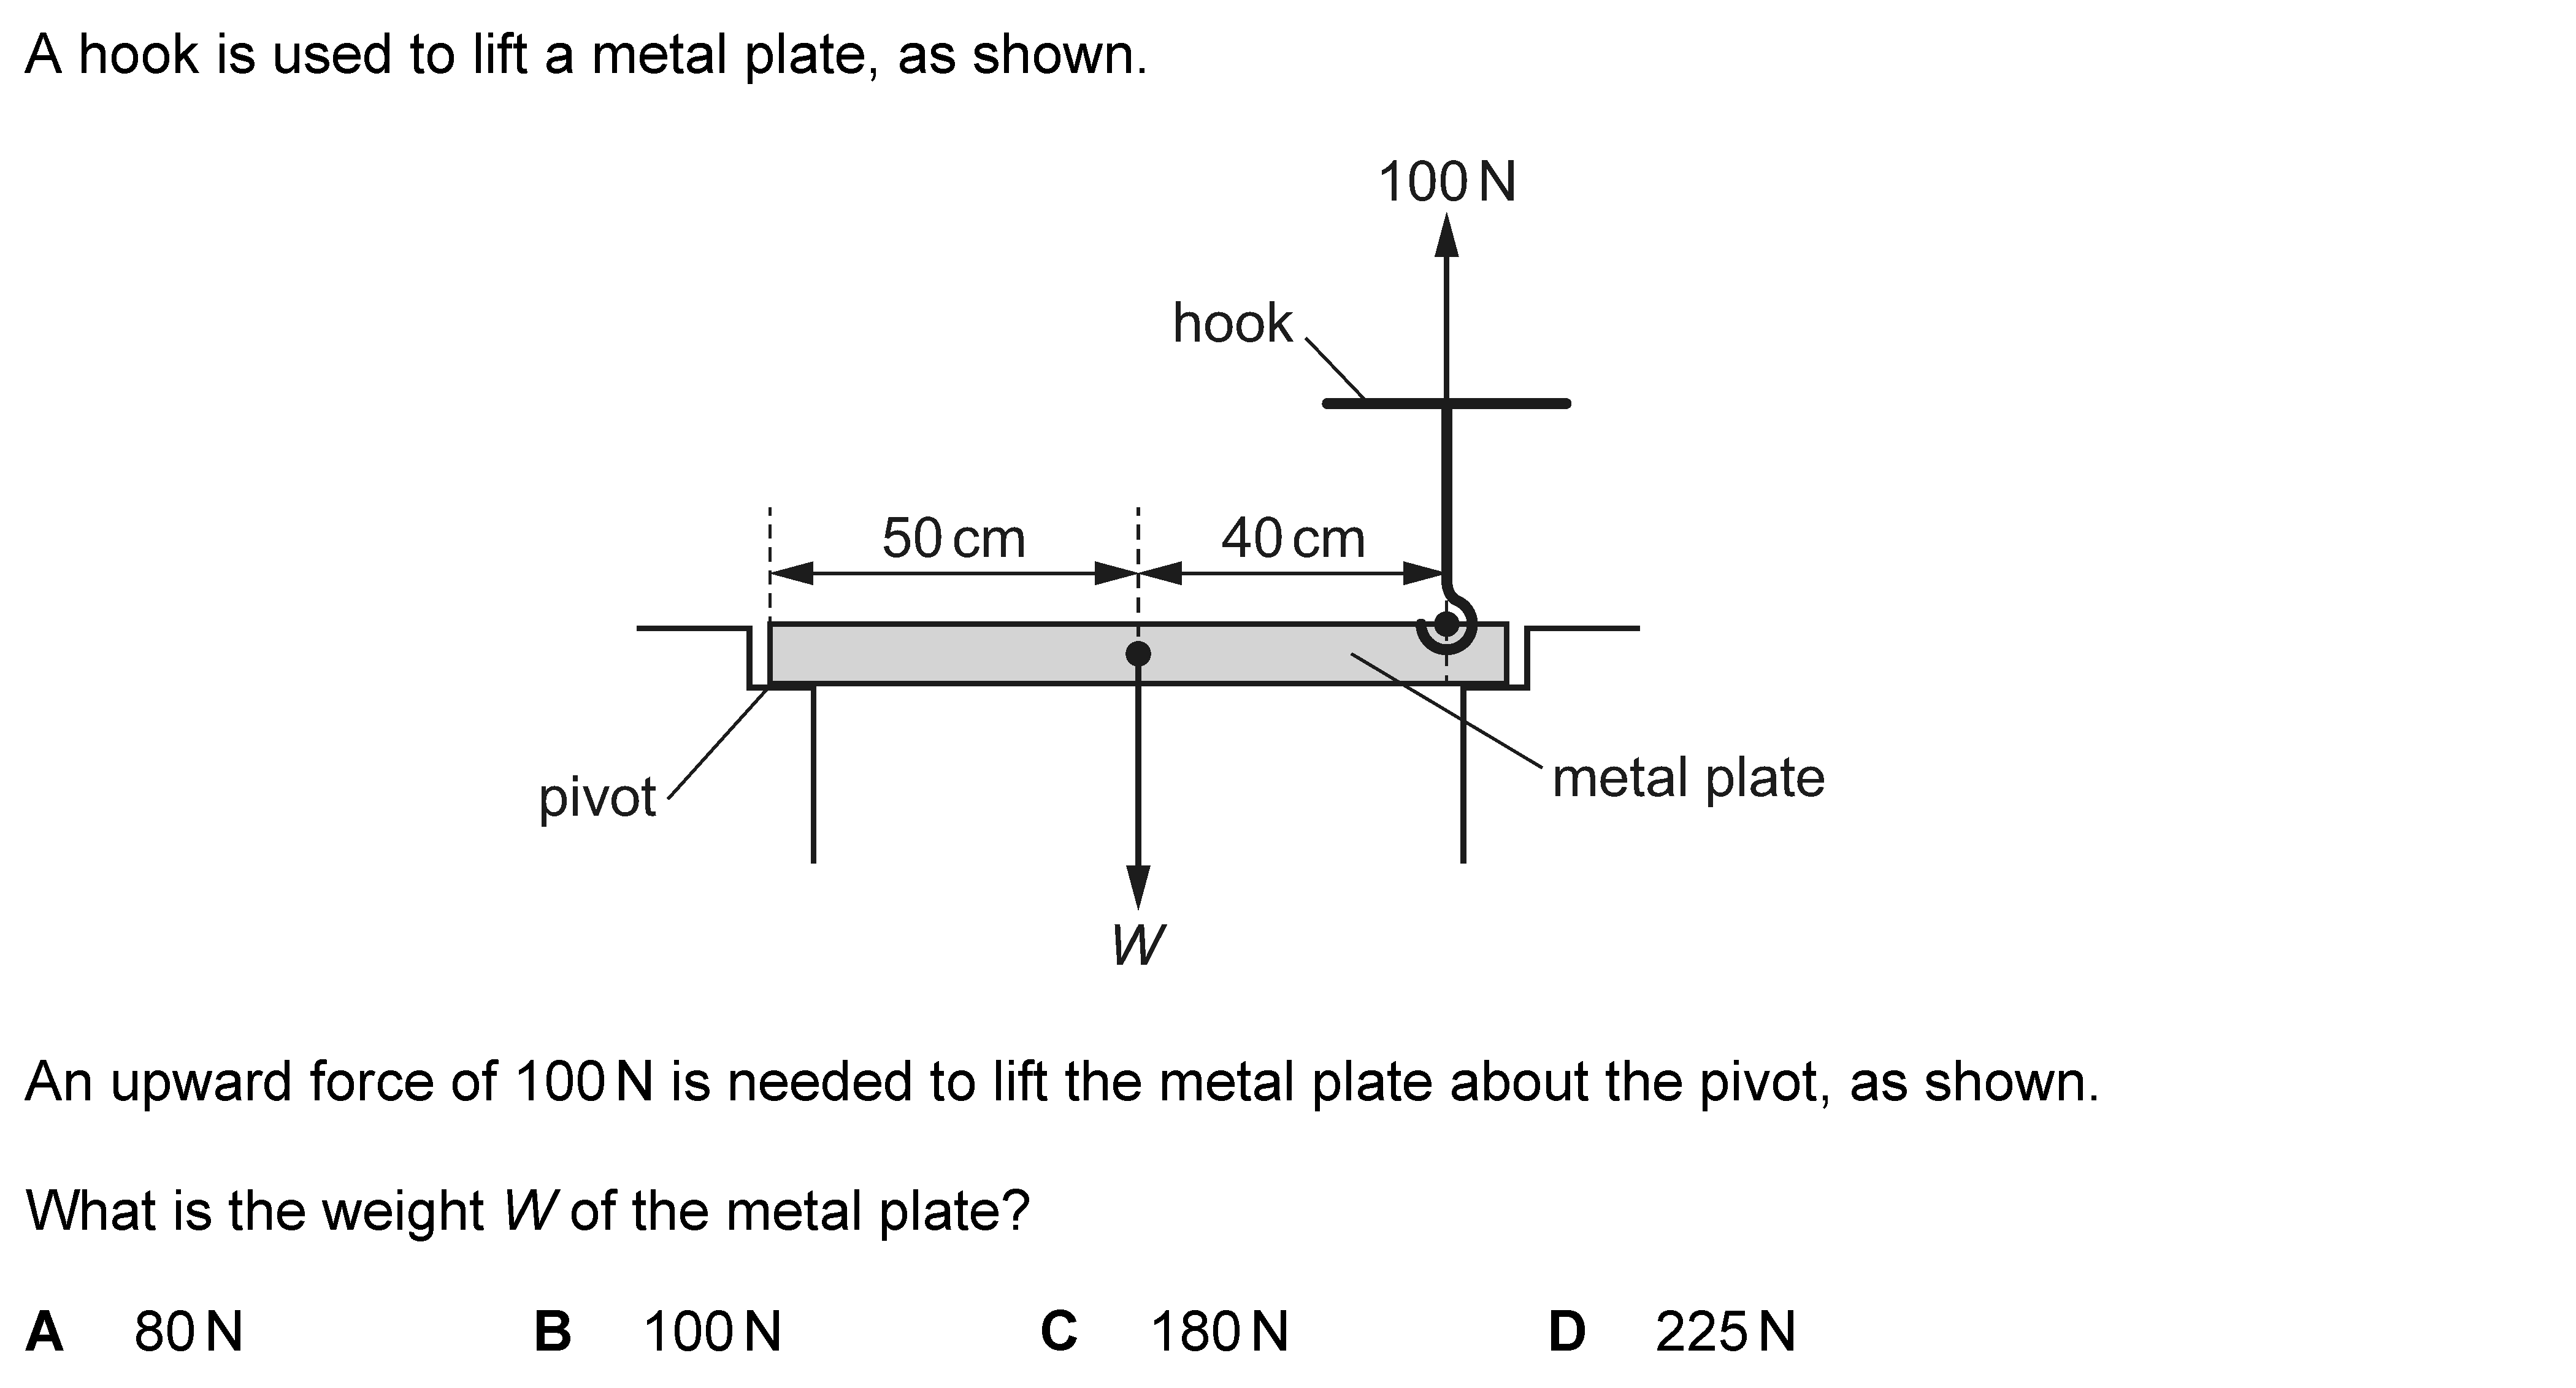 A hook is used to lift a metal plate, as shown.
100 N
hook
50 cm
40 cm
pivot
metal plate
W
An upward force of 100 N is needed to lift the metal plate about the pivot, as shown.
What is the weight W of the metal plate?
A 80 N B 100 N C 180 N D 225 N